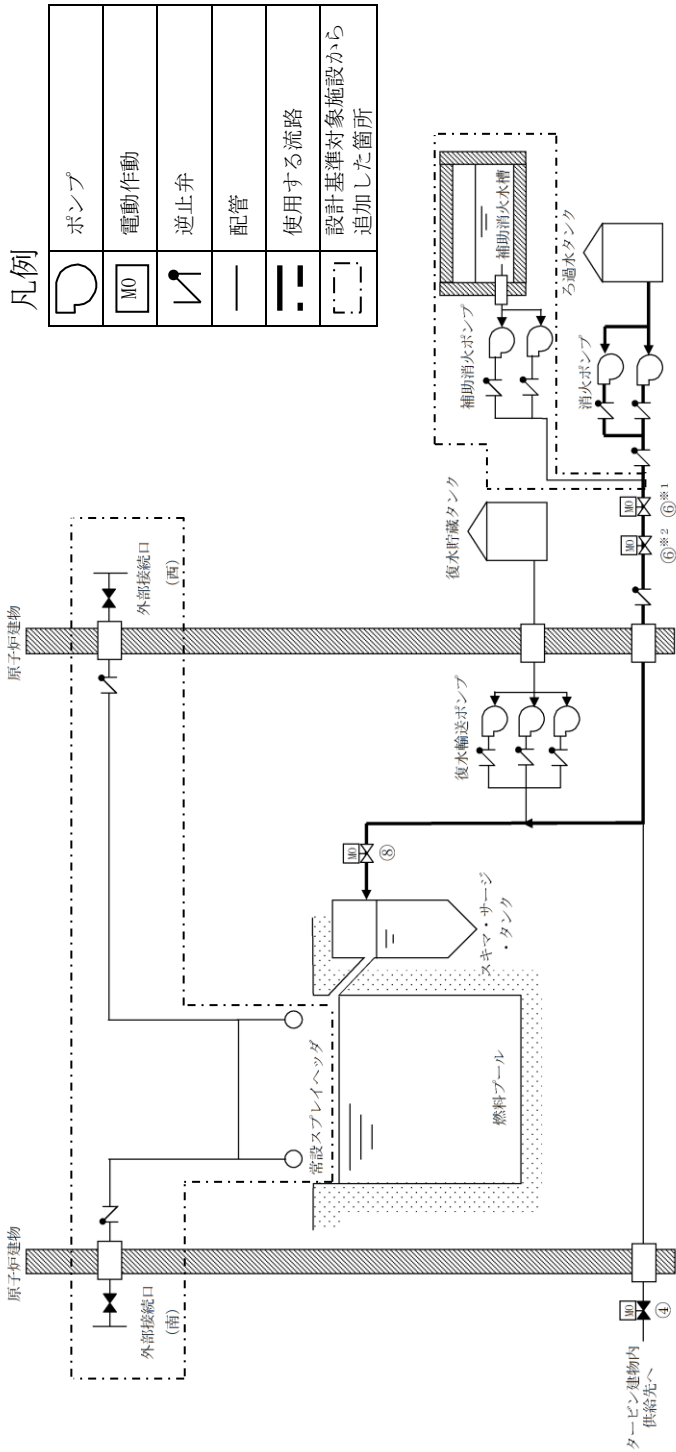 凡例
ポンプ
MO
電動作動
逆止弁
配管
使用する流路
設計基準対象施設から
追加した箇所
原子炉建物
原子炉建物
外部接続口
(南)
外部接続口
(西)
常設スプレイヘッダ
燃料プール
スキマ・サージ
・タンク
MO
⑧
復水輸送ポンプ
復水貯蔵タンク
補助消火ポンプ
補助消火水槽
ろ過水タンク
消火ポンプ
MO
⑥※2
MO
⑥※1
MO
④
タービン建物内
供給先へ